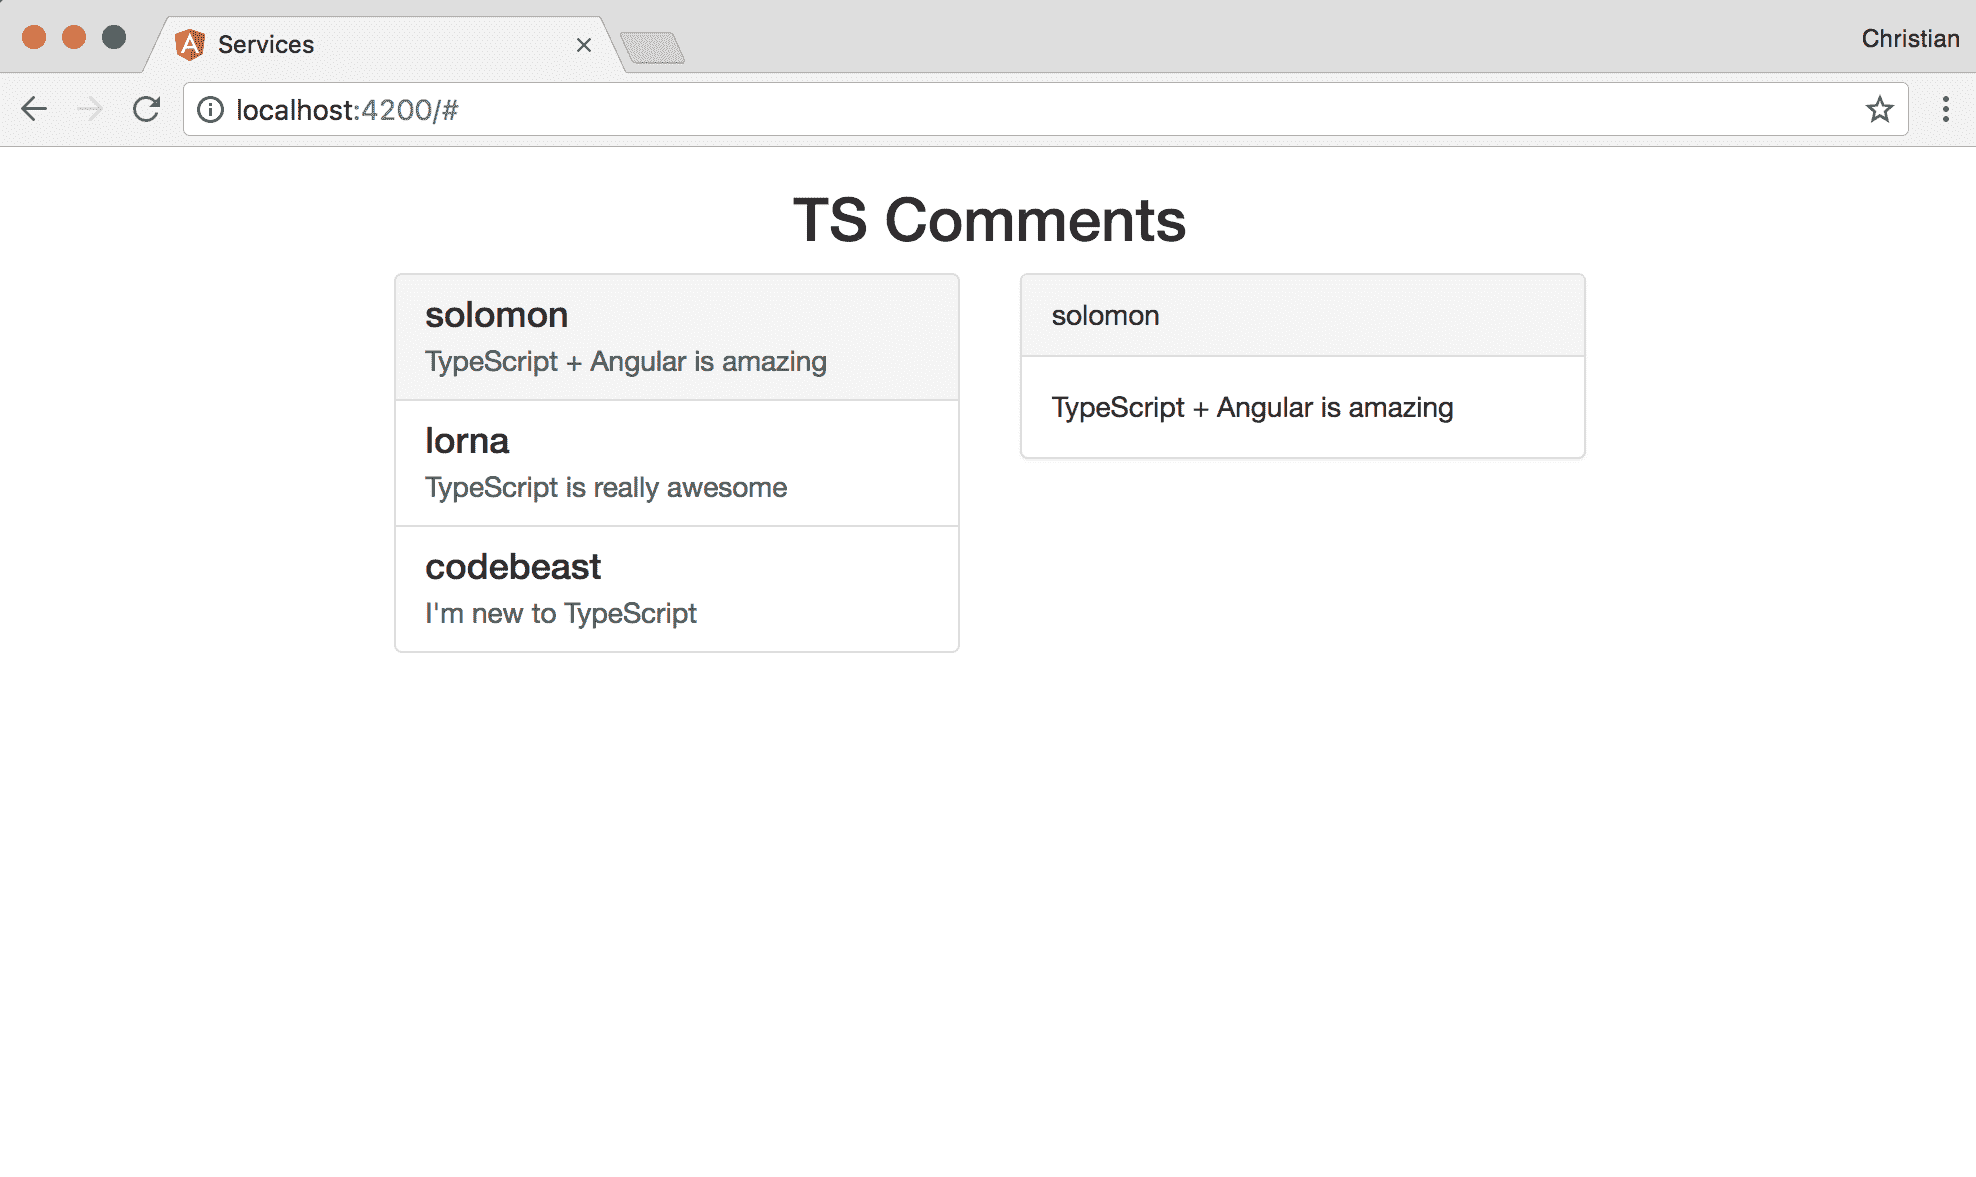 Services
Christian
localhost:4200/#
TS Comments
solomon
TypeScript + Angular is amazing
lorna
TypeScript is really awesome
codebeast
I'm new to TypeScript
solomon
TypeScript + Angular is amazing